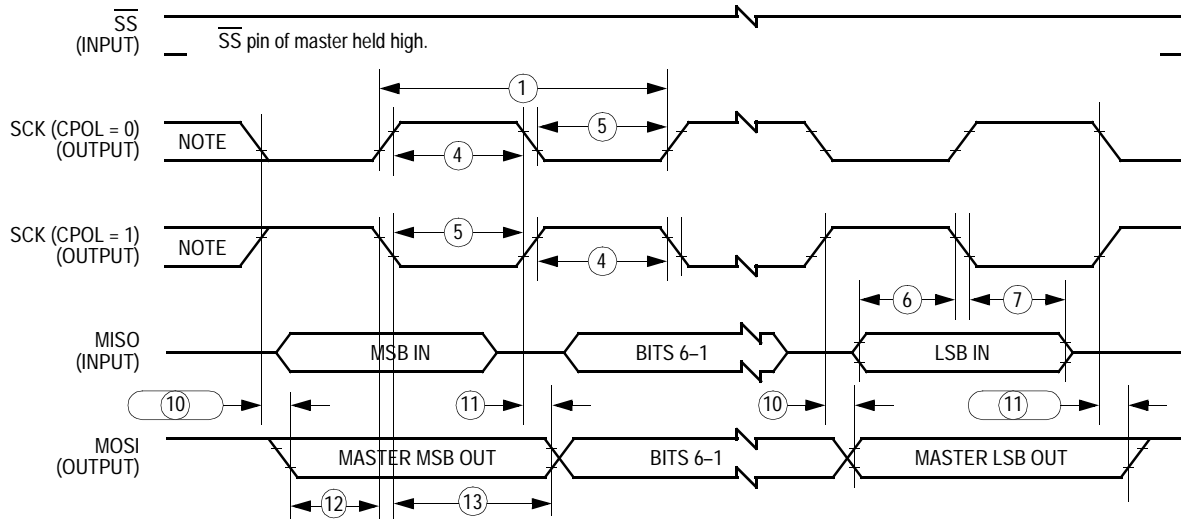 SS
(INPUT)
SS pin of master held high.
1
SCK (CPOL = 0)
(OUTPUT)
NOTE
5
4
SCK (CPOL = 1)
(OUTPUT)
NOTE
5
4
6
7
MISO
(INPUT)
MSB IN
BITS 6–1
LSB IN
10
11
10
11
MOSI
(OUTPUT)
MASTER MSB OUT
BITS 6–1
MASTER LSB OUT
12
13